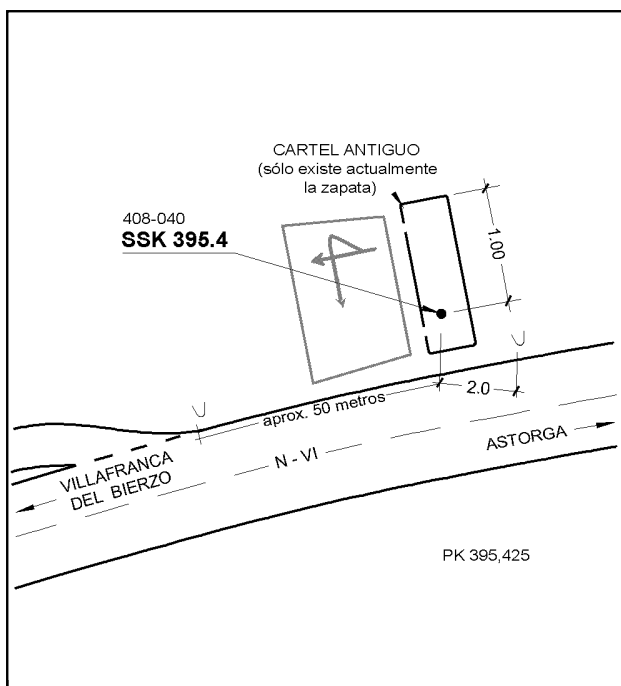 CARTEL ANTIGUO
(sólo existe actualmente
la zapata)
408-040
SSK 395.4
1.00
2.0
aprox. 50 metros
N - VI
ASTORGA
VILLAFRANCA
DEL BIERZO
PK 395,425